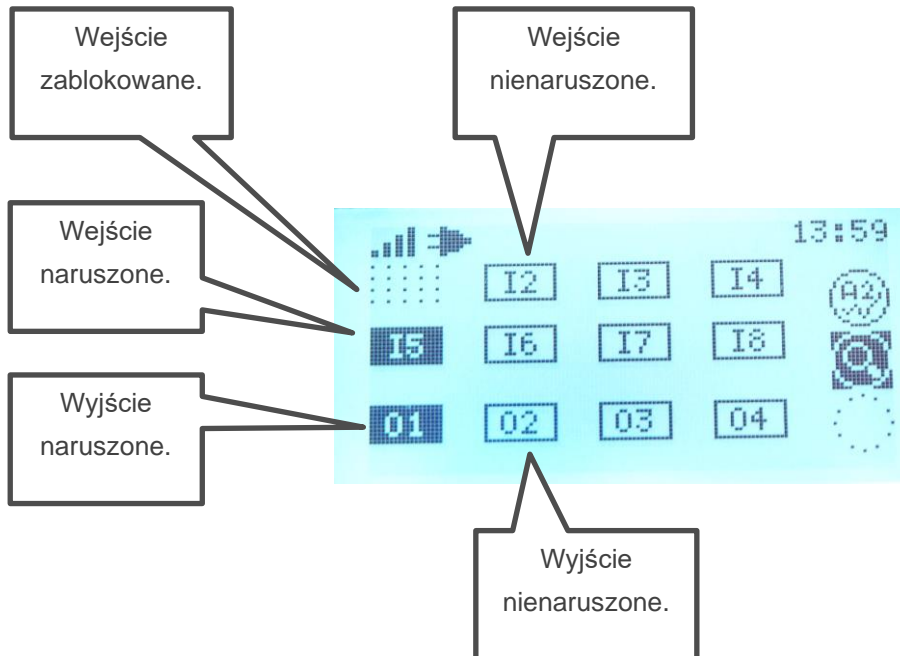 Wejście
zablokowane.
Wejście
nienaruszone.
Wejście
naruszone.
Wyjście
naruszone.
13:59
I2 I3 I4
A2
I5 I6 I7 I8
O1 O2 O3 O4
Wyjście
nienaruszone.